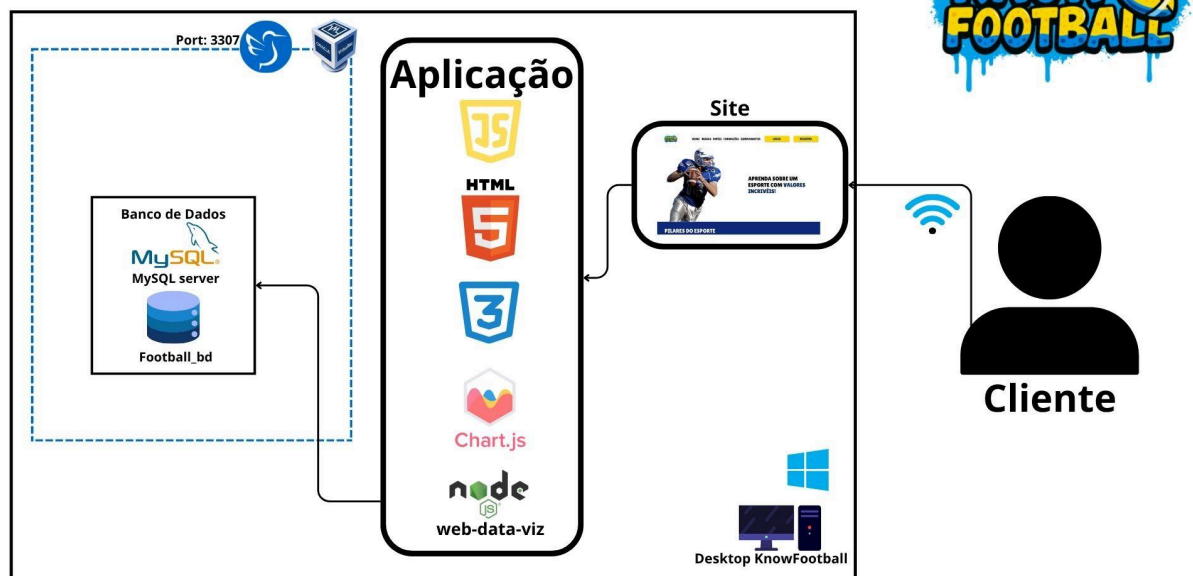 FOOTBALL
Port: 3307
Aplicação
JS
HTML
5
3
Chart.js
node
JS
web-data-viz
Banco de Dados
MySQL
MySQL server
Football_bd
Site
APRENDA SOBRE UM
ESPORTE COM VALORES
INCRIVÉIS!
PILARES DO ESPORTE
Desktop KnowFootball
Cliente